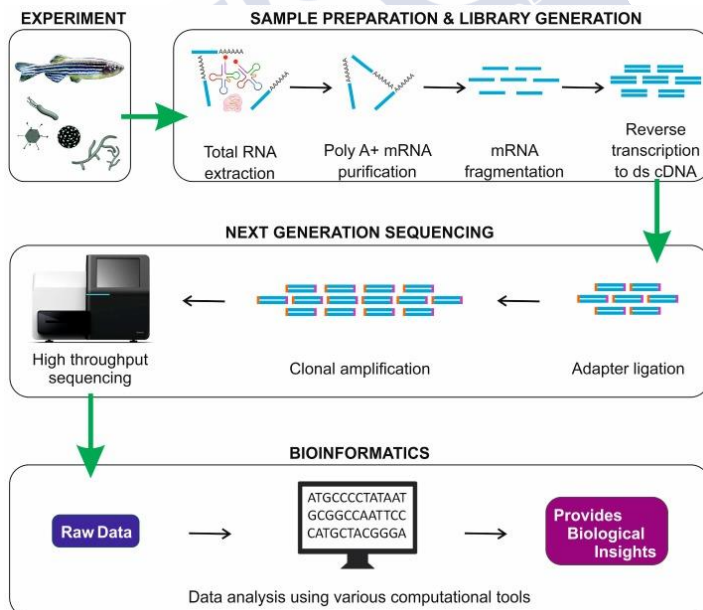 EXPERIMENT
SAMPLE PREPARATION & LIBRARY GENERATION
Total RNA
extraction
Poly A+ mRNA
purification
mRNA
fragmentation
Reverse
transcription
to ds cDNA
NEXT GENERATION SEQUENCING
High throughput
sequencing
Clonal amplification
Adapter ligation
BIOINFORMATICS
Raw Data
ATGCCCCTATAAT
GCGGCCAATTCC
CATGCTACGGGA
Provides
Biological
Insights
Data analysis using various computational tools